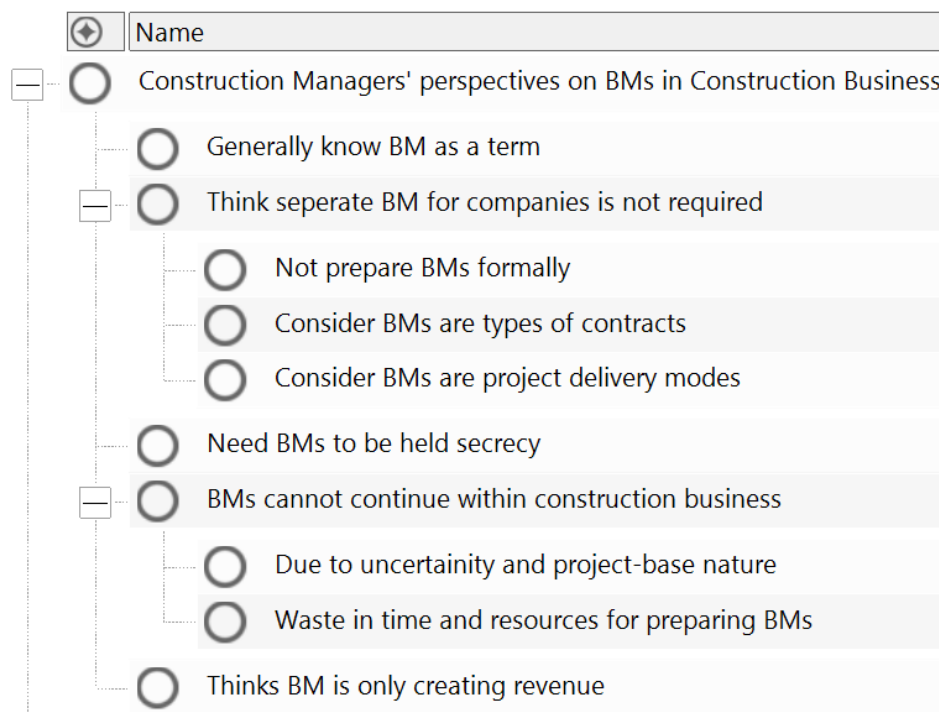 Name
Construction Managers' perspectives on BMs in Construction Business
Generally know BM as a term
Think seperate BM for companies is not required
Not prepare BMs formally
Consider BMs are types of contracts
Consider BMs are project delivery modes
Need BMs to be held secrecy
BMs cannot continue within construction business
Due to uncertainity and project-base nature
Waste in time and resources for preparing BMs
Thinks BM is only creating revenue